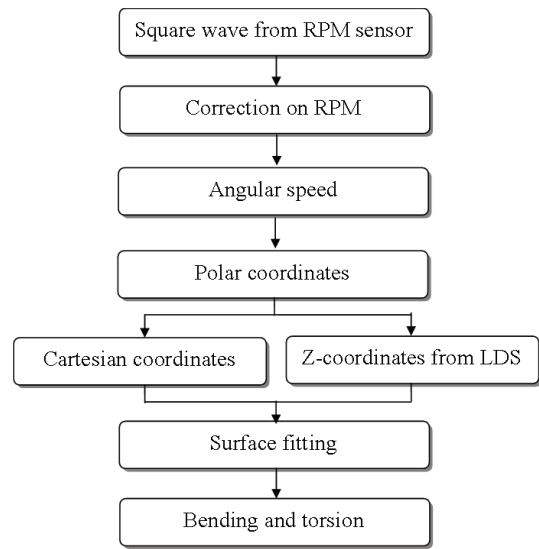 Square wave from RPM sensor
Correction on RPM
Angular speed
Polar coordinates
Cartesian coordinates
Z-coordinates from LDS
Surface fitting
Bending and torsion